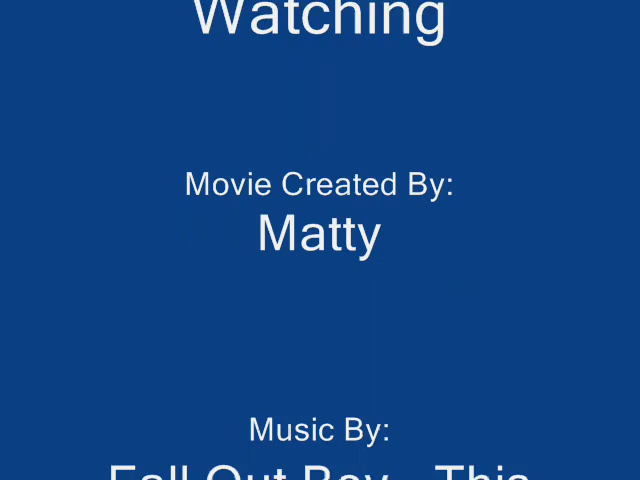 Watching
Movie Created By:
Matty
Music By:
Fall Out Boy - This